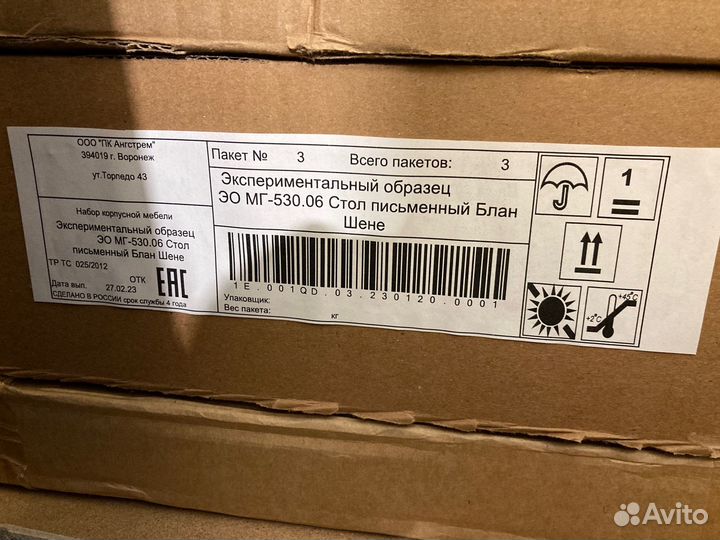 ООО "ПК Ангстрем"
394019 г. Воронеж
ул.Торпедо 43
Набор корпусной мебели
Экспериментальный образец
ЭО МГ-530.06 Стол
письменный Блан Шене
ТР ТС 025/2012
ОТК
Дата вып. 27.02.23
EAC
СДЕЛАНО В РОССИИ срок службы 4 года
Пакет № 3 Всего пакетов: 3
Экспериментальный образец
ЭО МГ-530.06 Стол письменный Блан
Шене
1E.001QD.03.230120.0001
Упаковщик:
Вес пакета: кг
1
+2°C +45°C
Avito